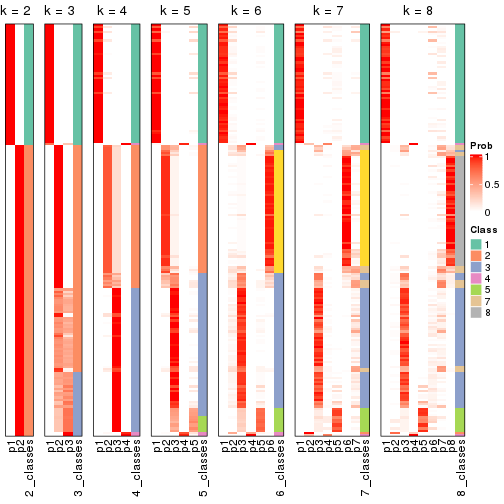 k = 2 k = 3 k = 4 k = 5 k = 6 k = 7 k = 8
Prob
1
0.5
0
Class
1
2
3
4
5
7
8
p1 p2 2_classes
p1 p2 p3 3_classes
p1 p2 p3 p4 4_classes
p1 p2 p3 p4 p5 5_classes
p1 p2 p3 p4 p5 p6 6_classes
p1 p2 p3 p4 p5 p6 p7 7_classes
p1 p2 p3 p4 p5 p6 p7 p8 8_classes